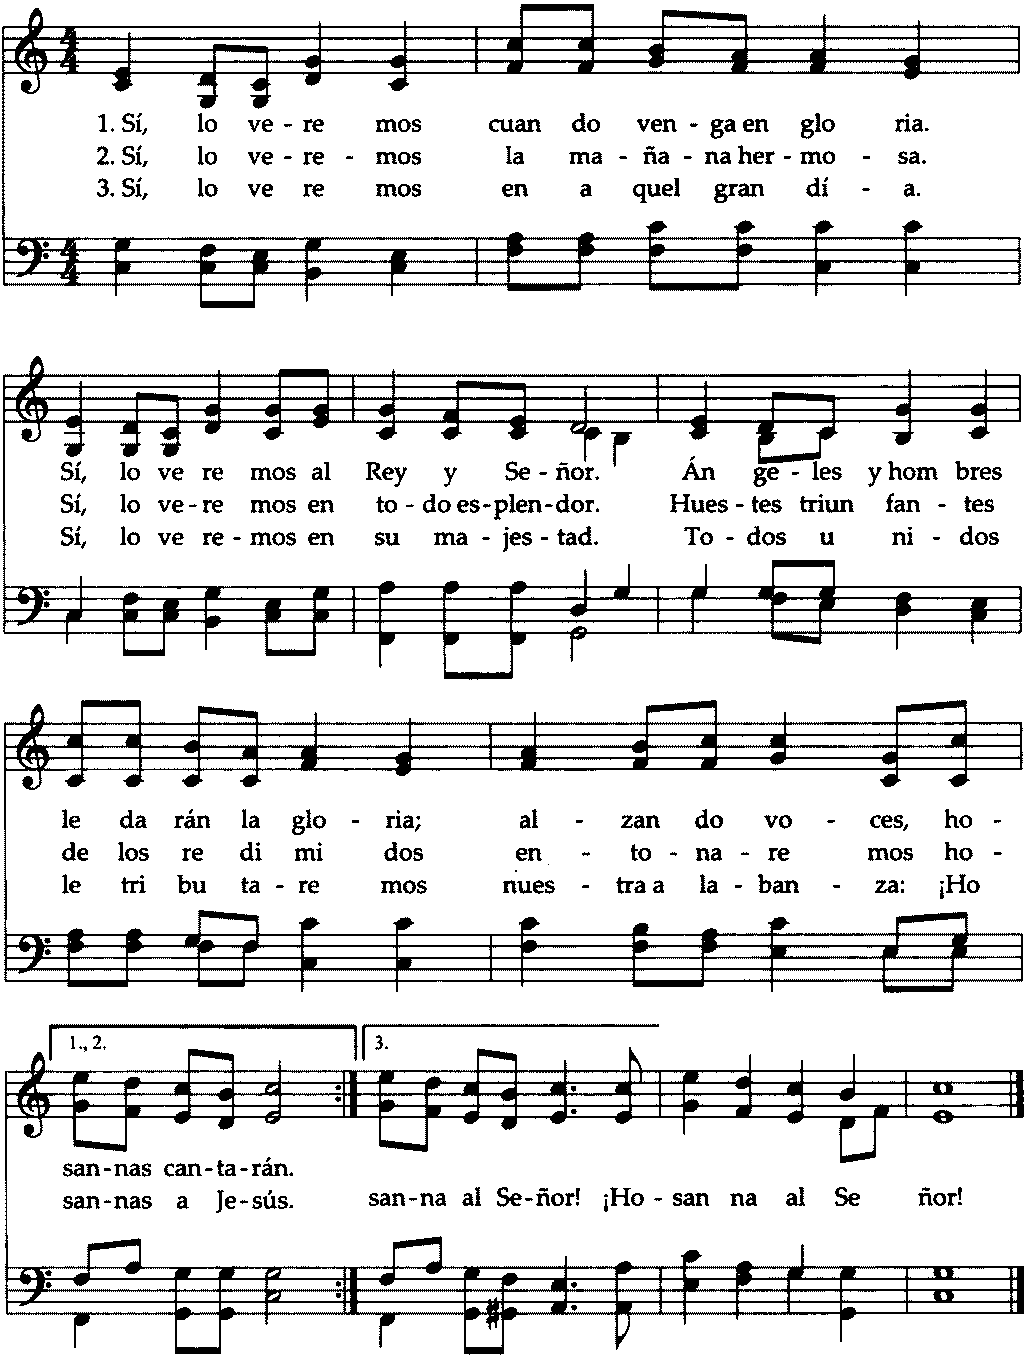 1. Sí, lo ve - re mos cuan do ven - ga en glo ria.
2. Sí, lo ve - re - mos la ma - ña - na her - mo - sa.
3. Sí, lo ve re mos en a quel gran dí - a.
Sí, lo ve re mos al Rey y Se - ñor. Án ge - les y hom bres
Sí, lo ve - re mos en to - do es - plen - dor. Hues - tes triun fan - tes
Sí, lo ve re - mos en su ma - jes - tad. To - dos u ni - dos
le da rán la glo - ria; al - zan do vo - ces, ho -
de los re di mi dos en - to - na - re mos ho -
le tri bu ta - re mos nues - tra a la - ban - za: ¡Ho
1., 2. 3.
san - nas can - ta - rán.
san - nas a Je - sús. san - na al Se - ñor! ¡Ho - san na al Se ñor!